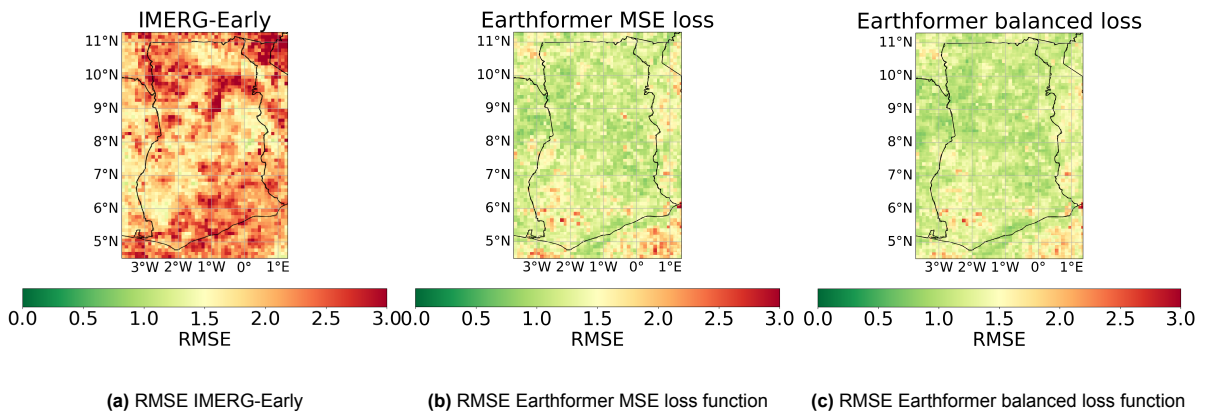 IMERG-Early
11°N
10°N
9°N
8°N
7°N
6°N
5°N
3°W 2°W 1°W 0° 1°E
0.0 0.5 1.0 1.5 2.0 2.5 3.0
RMSE
(a) RMSE IMERG-Early
Earthformer MSE loss
11°N
10°N
9°N
8°N
7°N
6°N
5°N
3°W 2°W 1°W 0° 1°E
0.0 0.5 1.0 1.5 2.0 2.5 3.0
RMSE
(b) RMSE Earthformer MSE loss function
Earthformer balanced loss
11°N
10°N
9°N
8°N
7°N
6°N
5°N
3°W 2°W 1°W 0° 1°E
0.0 0.5 1.0 1.5 2.0 2.5 3.0
RMSE
(c) RMSE Earthformer balanced loss function